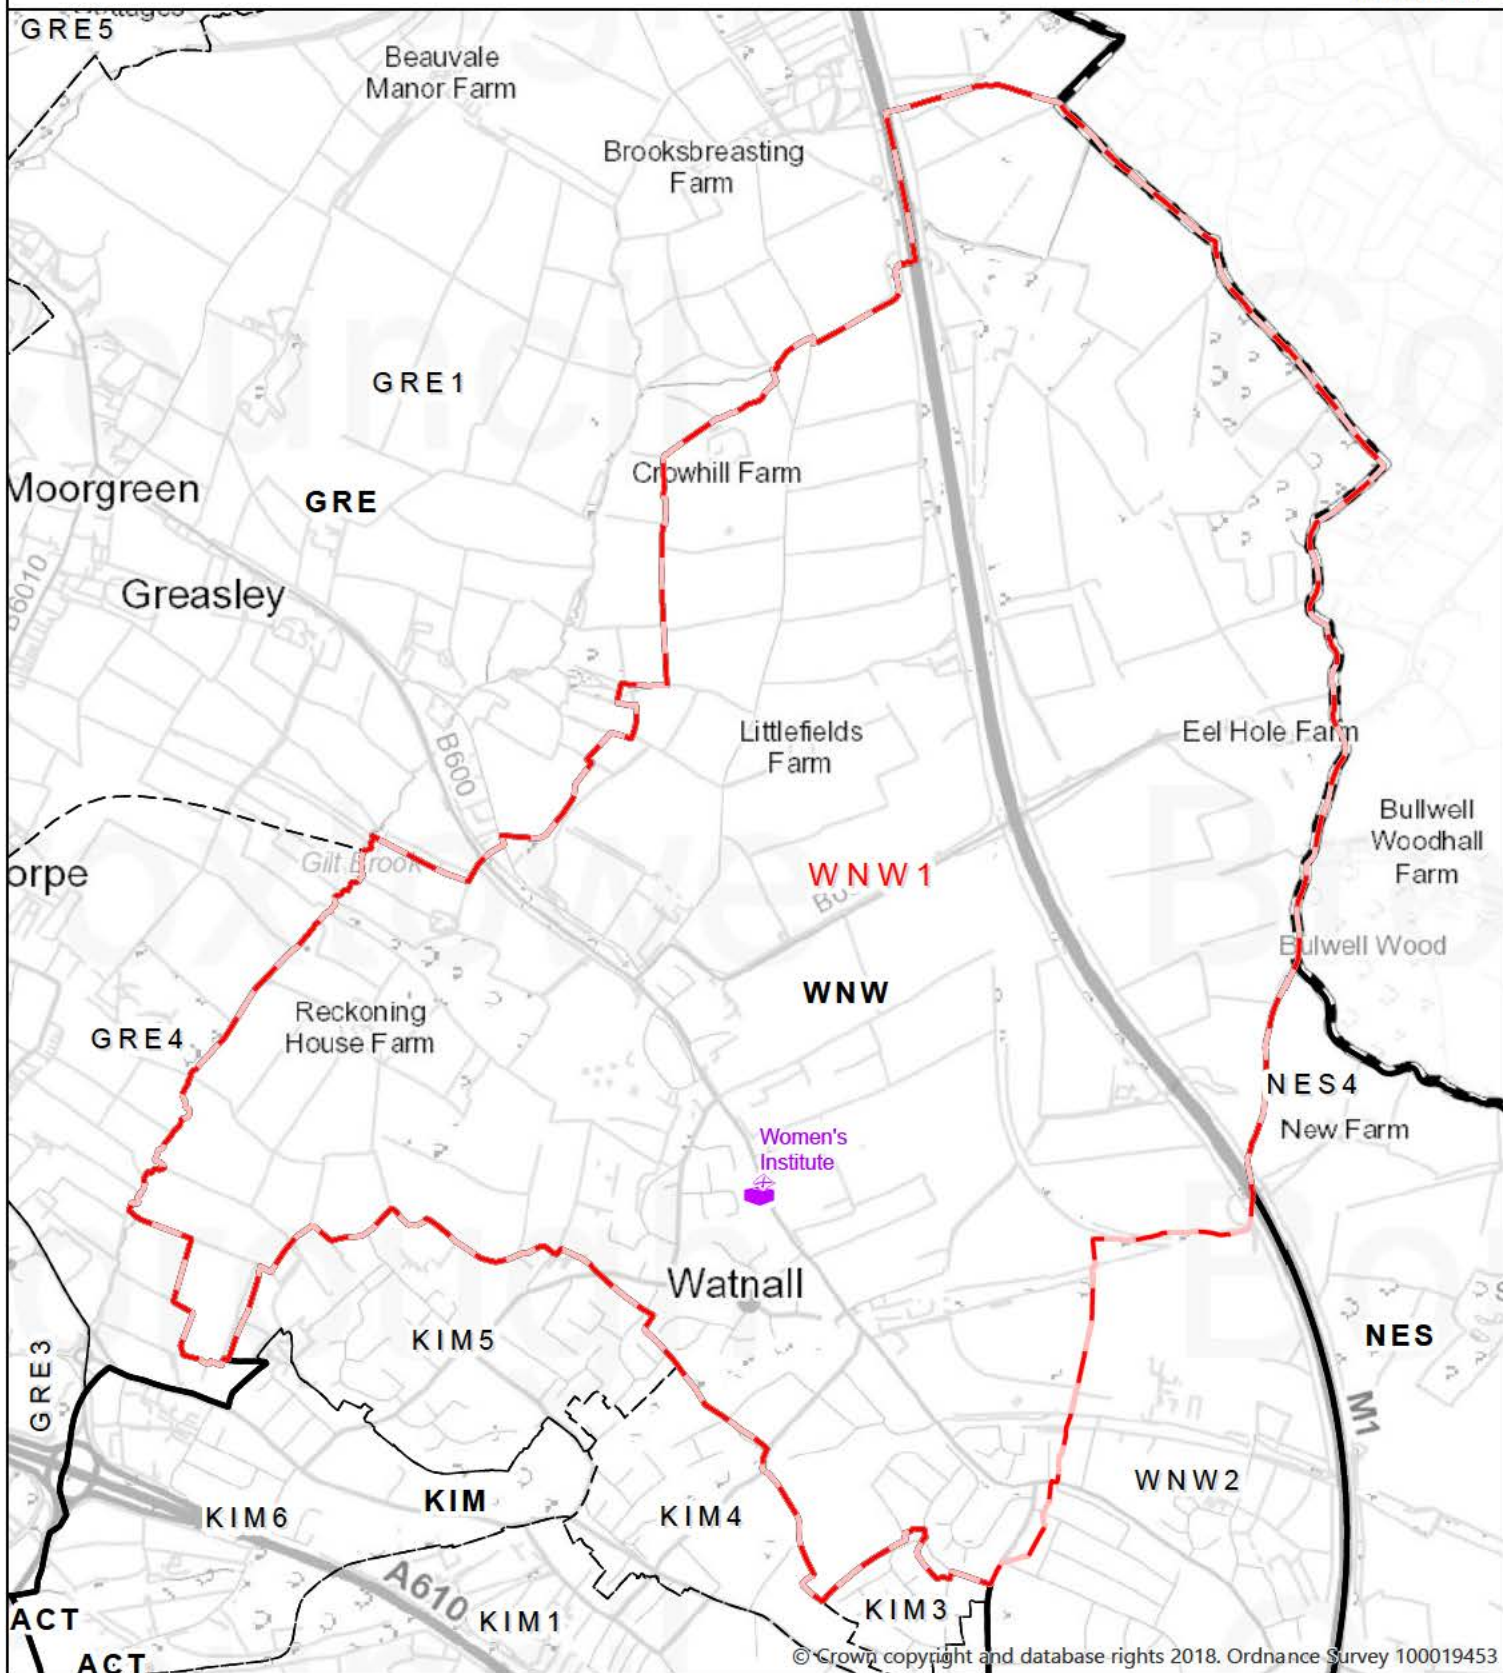 GRE5
Beauvale
Manor Farm
Brooksbreasting
Farm
GRE1
Crowhill Farm
Moorgreen
GRE
B6010
Greasley
B600
Littlefields
Farm
Eel Hole Farm
Bullwell
Woodhall
Farm
Gilt Brook
orpe
WNW1
Bulwell Wood
WNW
Reckoning
House Farm
GRE4
NES4
New Farm
Women's
Institute
Watnall
KIM5
NES
GRE3
M1
WNW2
KIM
KIM6
KIM4
A610
KIM3
ACT
KIM1
© Crown copyright and database rights 2018. Ordnance Survey 100019453
ACT